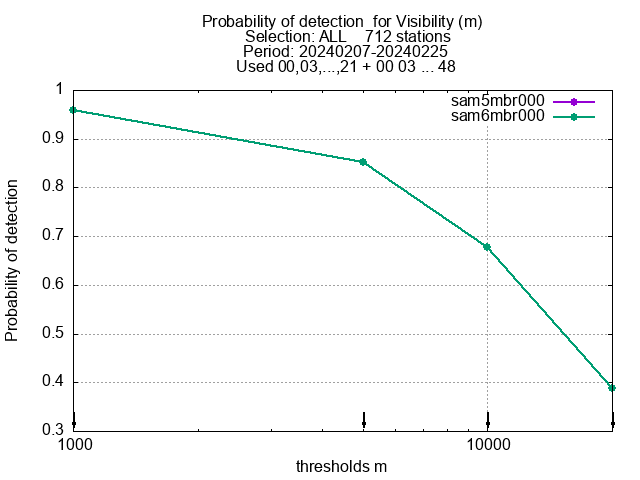 Probability of detection  for Visibility (m)
Selection: ALL    712 stations
Period: 20240207-20240225
Used 00,03,...,21 + 00 03 ... 48
sam5mbr000
sam6mbr000
1
0.9
0.8
0.7
0.6
0.5
0.4
0.3
Probability of detection
1000 10000
thresholds m